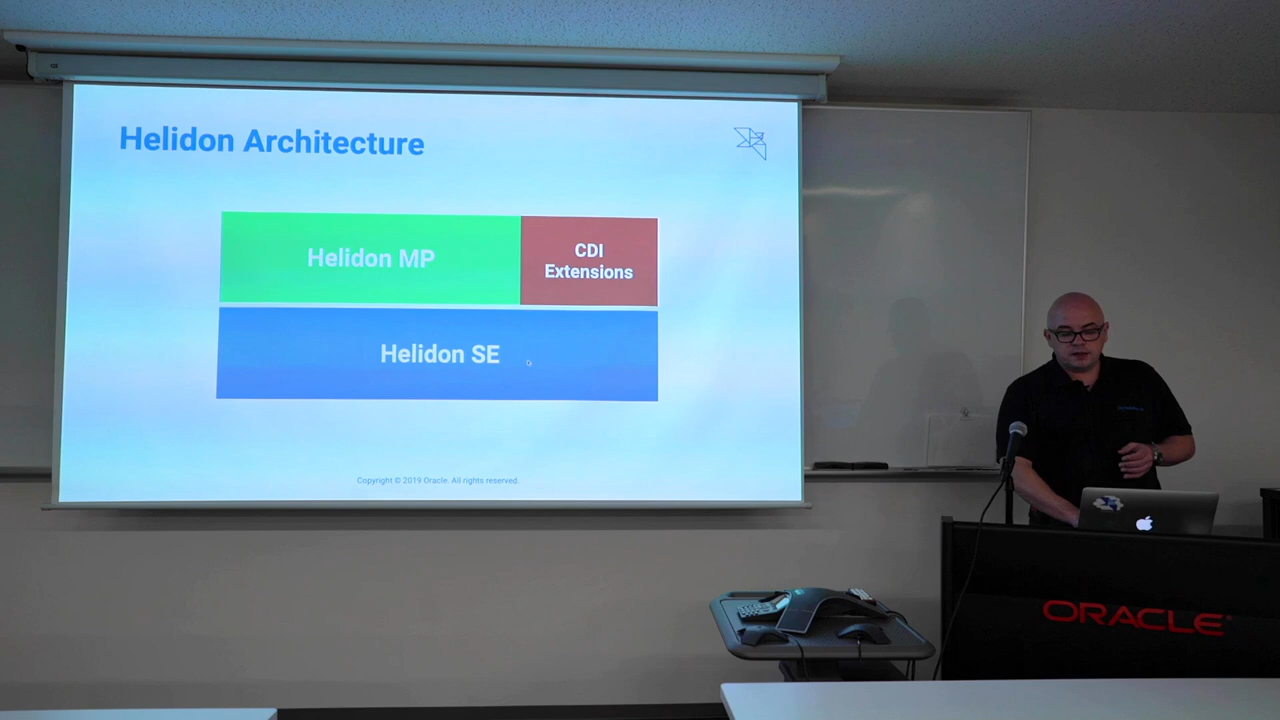 Helidon Architecture
Helidon MP
CDI
Extensions
Helidon SE
Copyright © 2019 Oracle. All rights reserved.
ORACLE